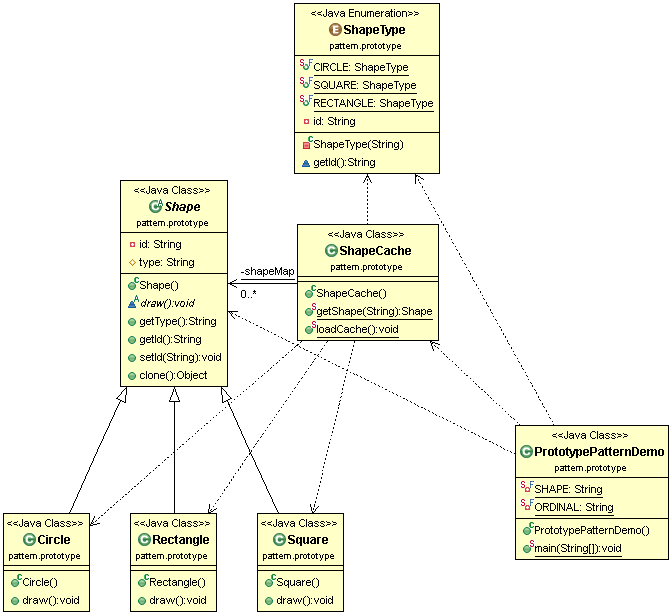 <<Java Enumeration>>
E ShapeType
pattern.prototype
S F CIRCLE: ShapeType
S F SQUARE: ShapeType
S F RECTANGLE: ShapeType
id: String
C ShapeType(String)
getId():String
<<Java Class>>
C A Shape
pattern.prototype
id: String
type: String
C Shape()
A draw():void
getType():String
getId():String
setId(String):void
clone():Object
-shapeMap
0..*
<<Java Class>>
C ShapeCache
pattern.prototype
C ShapeCache()
S getShape(String):Shape
S loadCache():void
<<Java Class>>
C PrototypePatternDemo
pattern.prototype
S F SHAPE: String
S F ORDINAL: String
C PrototypePatternDemo()
S main(String[]):void
<<Java Class>>
C Circle
pattern.prototype
C Circle()
draw():void
<<Java Class>>
C Rectangle
pattern.prototype
C Rectangle()
draw():void
<<Java Class>>
C Square
pattern.prototype
C Square()
draw():void